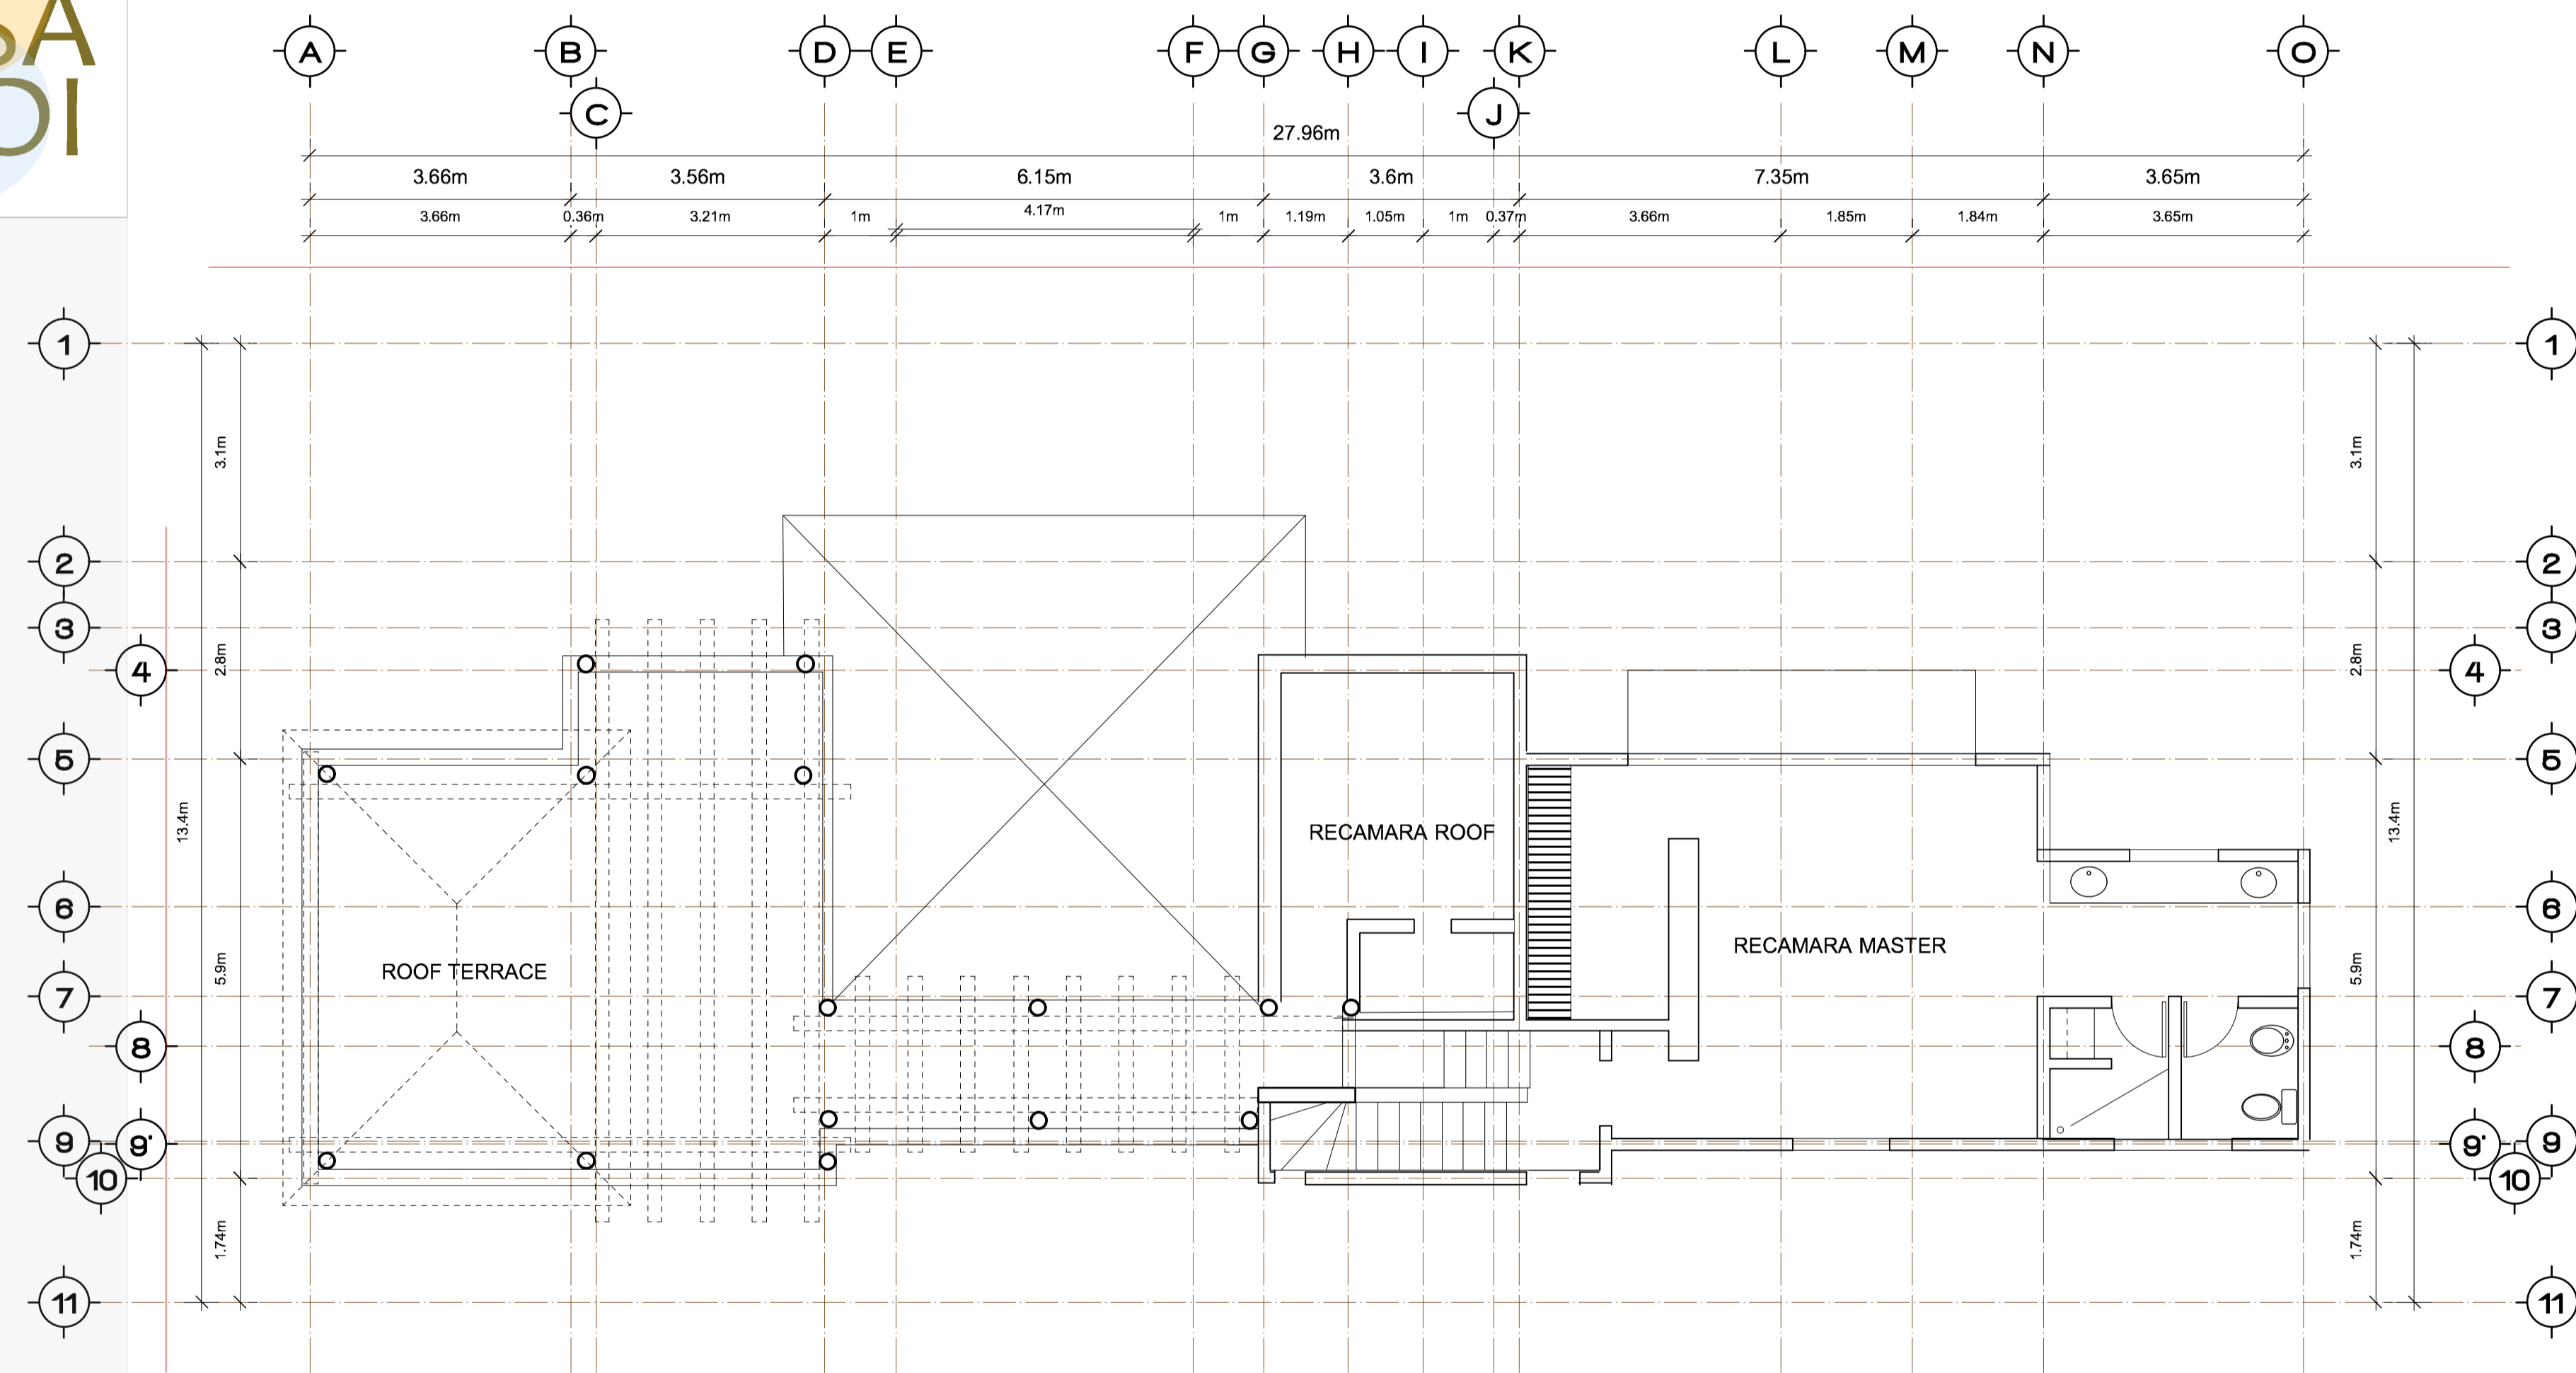 SA
DI
A B D E F G H I K L M N O
C J
27.96m
3.66m 3.56m 6.15m 3.6m 7.35m 3.65m
3.66m 0.36m 3.21m 1m 4.17m 1m 1.19m 1.05m 1m 0.37m 3.66m 1.85m 1.84m 3.65m
1 1
3.1m 3.1m
2 2
3 3
4 2.8m 2.8m 4
5 5
13.4m 13.4m
RECAMARA ROOF
6 6
RECAMARA MASTER
ROOF TERRACE
5.9m 5.9m
7 7
8 8
9 9' 9' 9
10 10
1.74m 1.74m
11 11